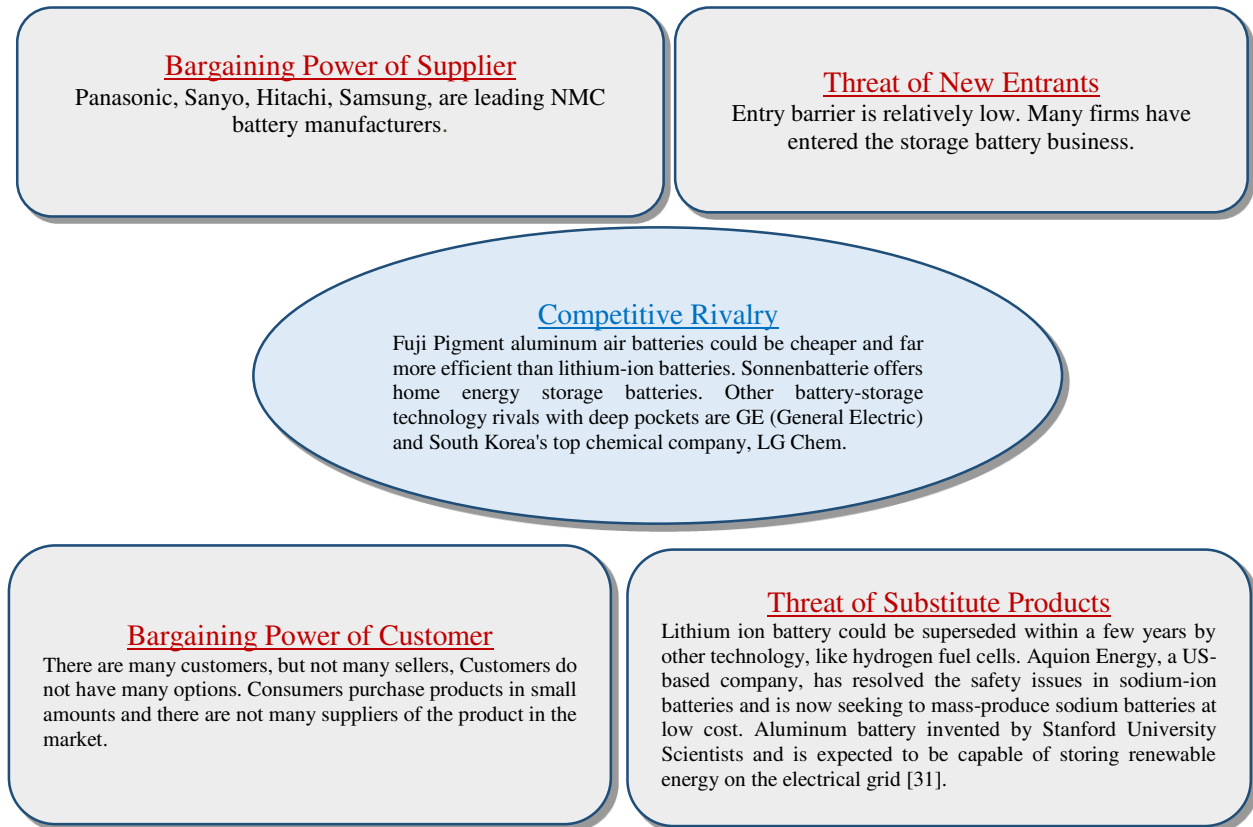 Bargaining Power of Supplier
Panasonic, Sanyo, Hitachi, Samsung, are leading NMC
battery manufacturers.
Threat of New Entrants
Entry barrier is relatively low. Many firms have
entered the storage battery business.
Competitive Rivalry
Fuji Pigment aluminum air batteries could be cheaper and far
more efficient than lithium-ion batteries. Sonnenbatterie offers
home energy storage batteries. Other battery-storage
technology rivals with deep pockets are GE (General Electric)
and South Korea's top chemical company, LG Chem.
Bargaining Power of Customer
There are many customers, but not many sellers, Customers do
not have many options. Consumers purchase products in small
amounts and there are not many suppliers of the product in the
market.
Threat of Substitute Products
Lithium ion battery could be superseded within a few years by
other technology, like hydrogen fuel cells. Aquion Energy, a US-
based company, has resolved the safety issues in sodium-ion
batteries and is now seeking to mass-produce sodium batteries at
low cost. Aluminum battery invented by Stanford University
Scientists and is expected to be capable of storing renewable
energy on the electrical grid [31].